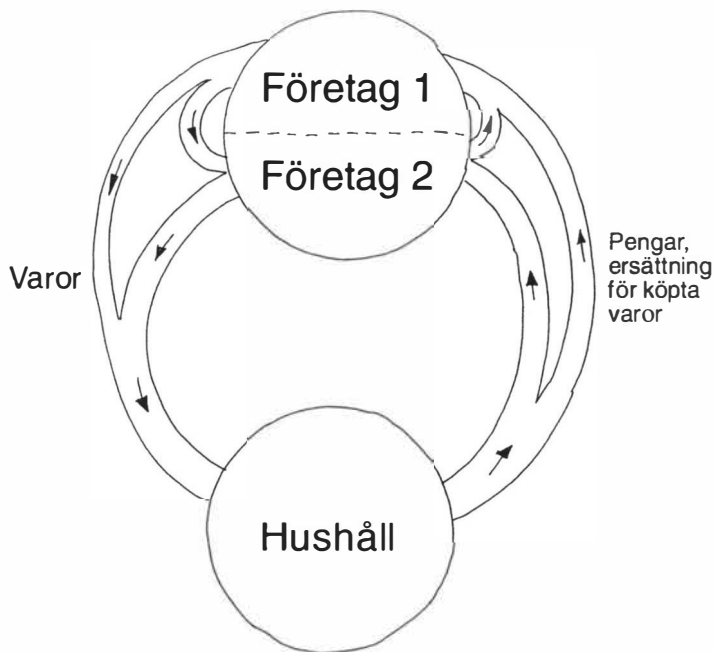 Företag 1
Företag 2
Varor
Pengar,
ersättning
för köpta
varor
Hushåll